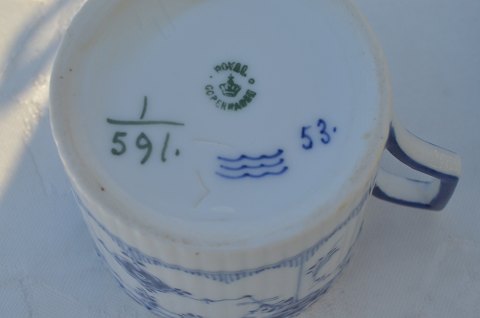 ROYAL
COPENHAGEN
1
591.
53.